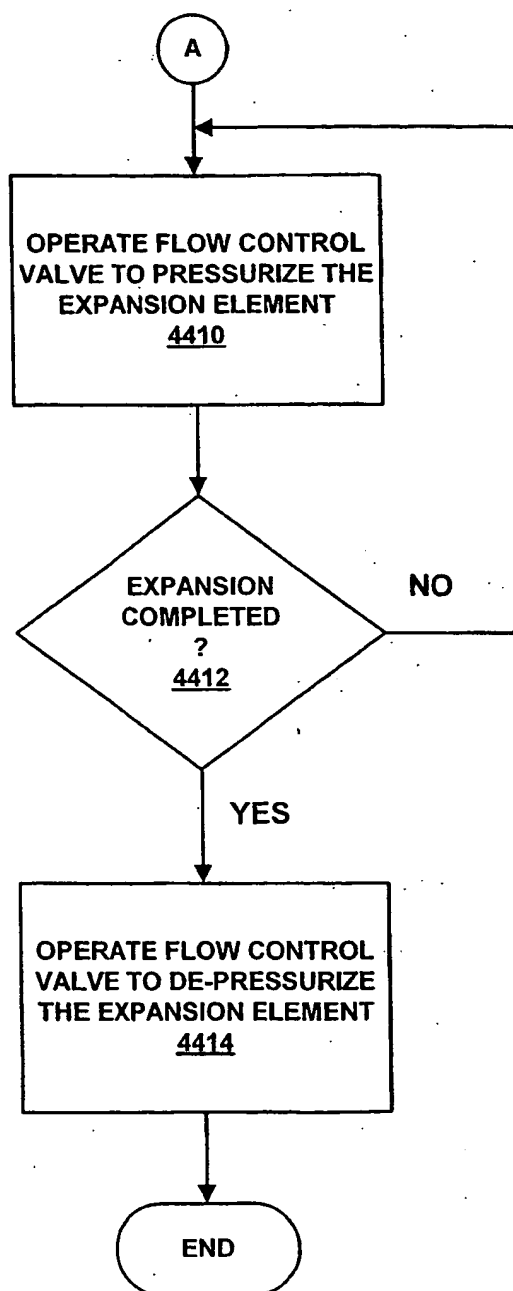 A
OPERATE FLOW CONTROL
VALVE TO PRESSURIZE THE
EXPANSION ELEMENT
4410
EXPANSION
COMPLETED
?
4412
NO
YES
OPERATE FLOW CONTROL
VALVE TO DE-PRESSURIZE
THE EXPANSION ELEMENT
4414
END